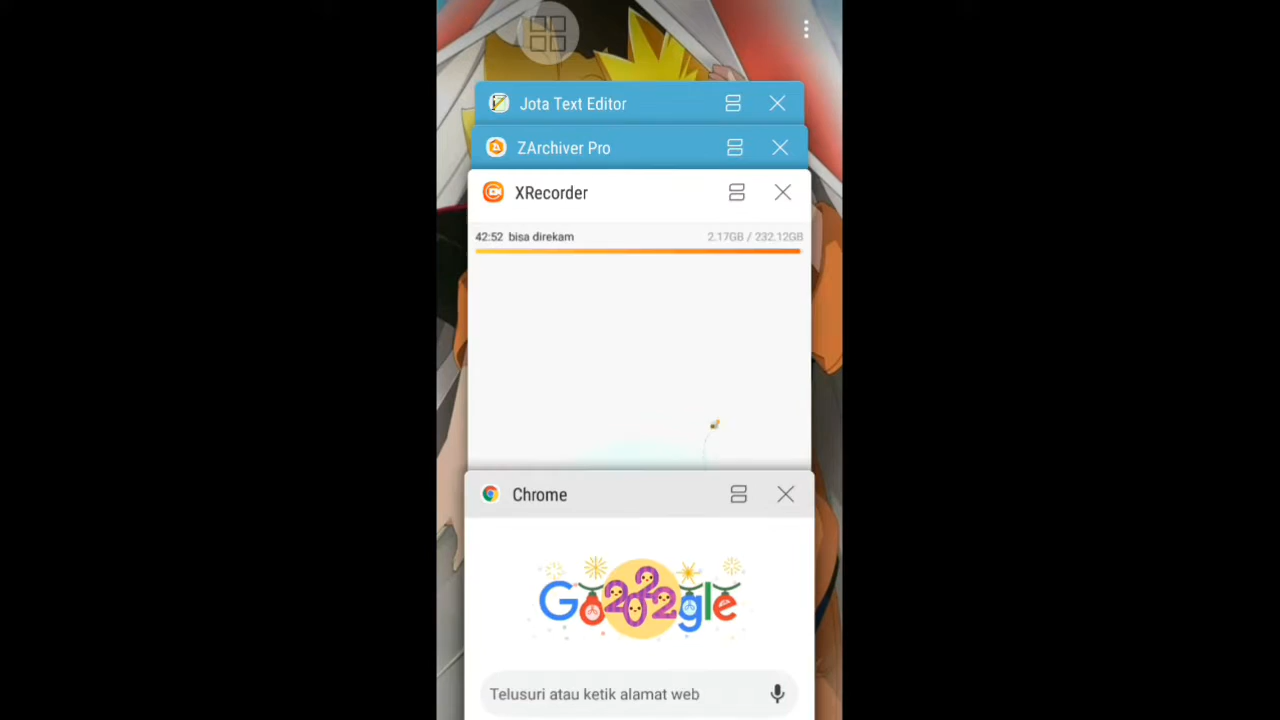 Jota Text Editor
ZArchiver Pro
XRecorder
42:52 bisa direkam 2.17GB / 232.12GB
Chrome
Go2022gle
Telusuri atau ketik alamat web